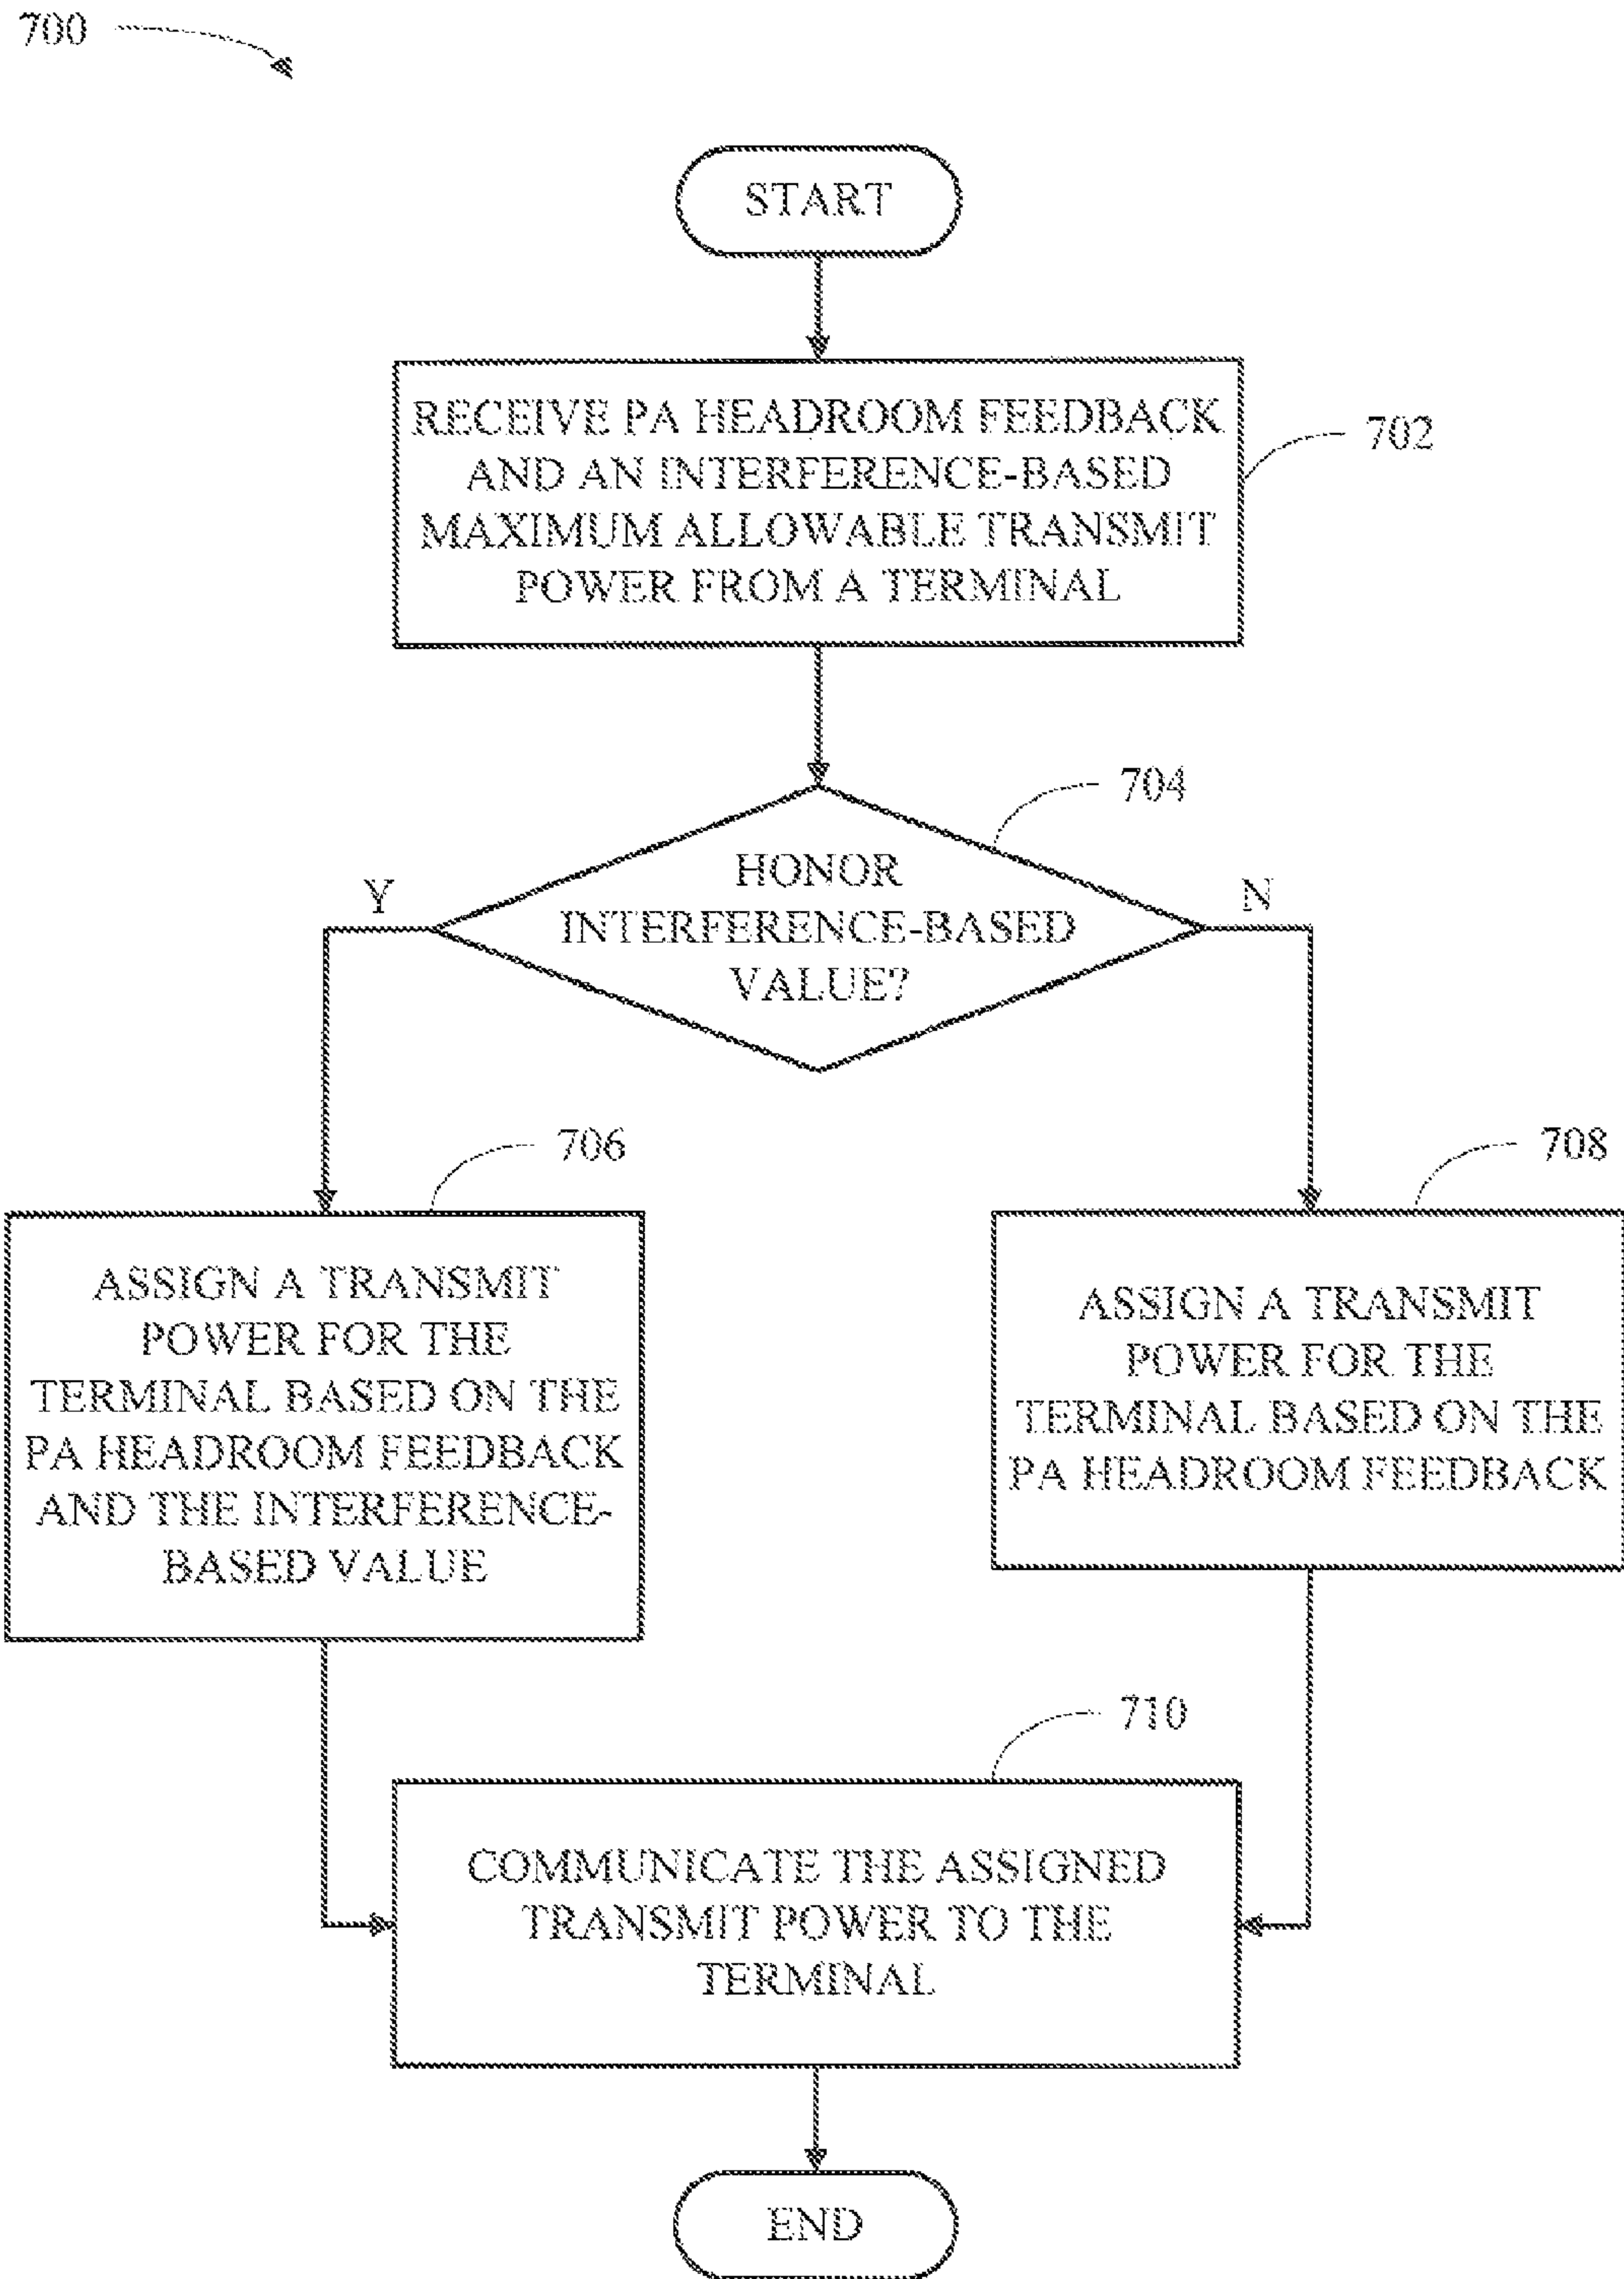 700
START
RECEIVE PA HEADROOM FEEDBACK
AND AN INTERFERENCE-BASED
MAXIMUM ALLOWABLE TRANSMIT
POWER FROM A TERMINAL
702
704
HONOR
INTERFERENCE-BASED
VALUE?
Y
N
706
ASSIGN A TRANSMIT
POWER FOR THE
TERMINAL BASED ON THE
PA HEADROOM FEEDBACK
AND THE INTERFERENCE-
BASED VALUE
708
ASSIGN A TRANSMIT
POWER FOR THE
TERMINAL BASED ON THE
PA HEADROOM FEEDBACK
710
COMMUNICATE THE ASSIGNED
TRANSMIT POWER TO THE
TERMINAL
END